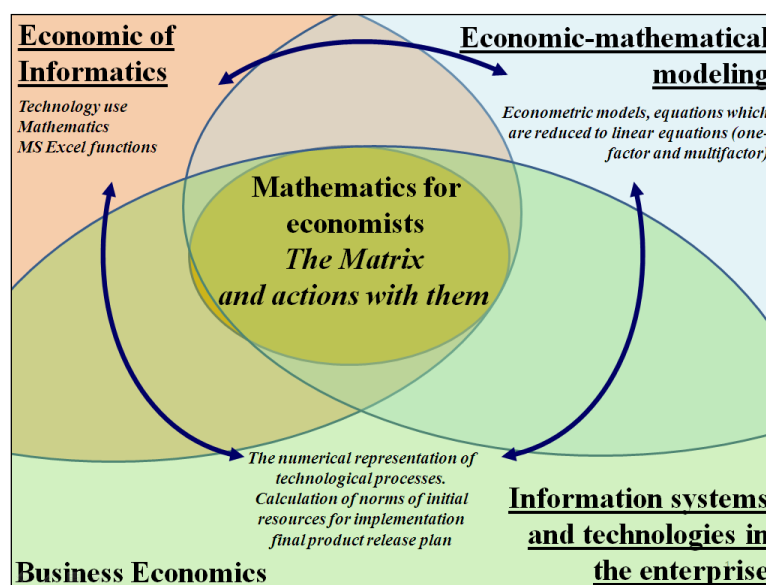 Economic of
Informatics
Technology use
Mathematics
MS Excel functions
Economic-mathematical
modeling
Econometric models, equations which
are reduced to linear equations (one-
factor and multifactor)
Mathematics for
economists
The Matrix
and actions with them
The numerical representation of
technological processes.
Calculation of norms of initial
resources for implementation
final product release plan
Business Economics
Information systems
and technologies in
the enterprise